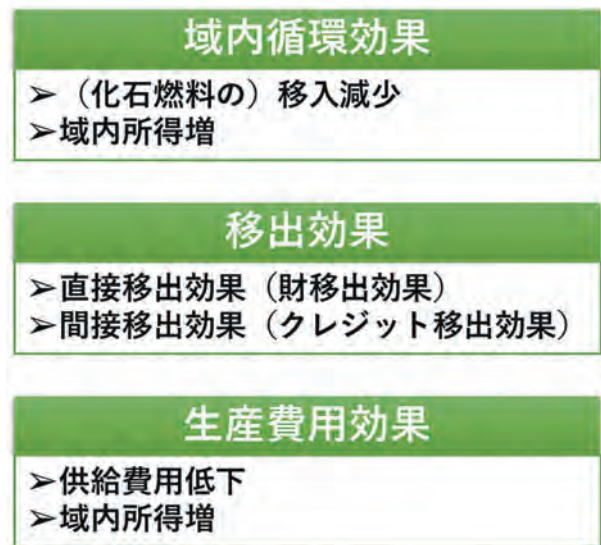 域内循環効果
➢（化石燃料の）移入減少
➢域内所得増
移出効果
➢直接移出効果（財移出効果）
➢間接移出効果（クレジット移出効果）
生産費用効果
➢供給費用低下
➢域内所得増